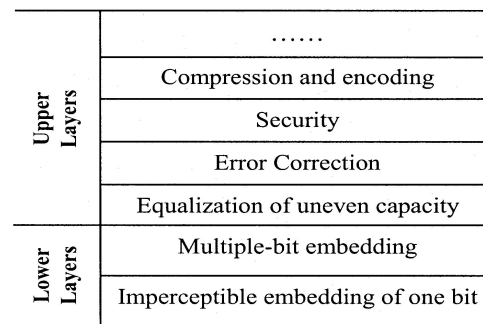 Upper
Layers
......
Compression and encoding
Security
Error Correction
Equalization of uneven capacity
Lower
Layers
Multiple-bit embedding
Imperceptible embedding of one bit